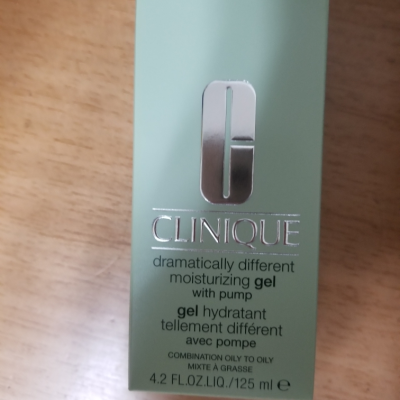 CLINIQUE
dramatically different
moisturizing gel
with pump
gel hydratant
tellement différent
avec pompe
COMBINATION OILY TO OILY
MIXTE À GRASSE
4.2 FL.OZ.LIQ./125 ml ℮